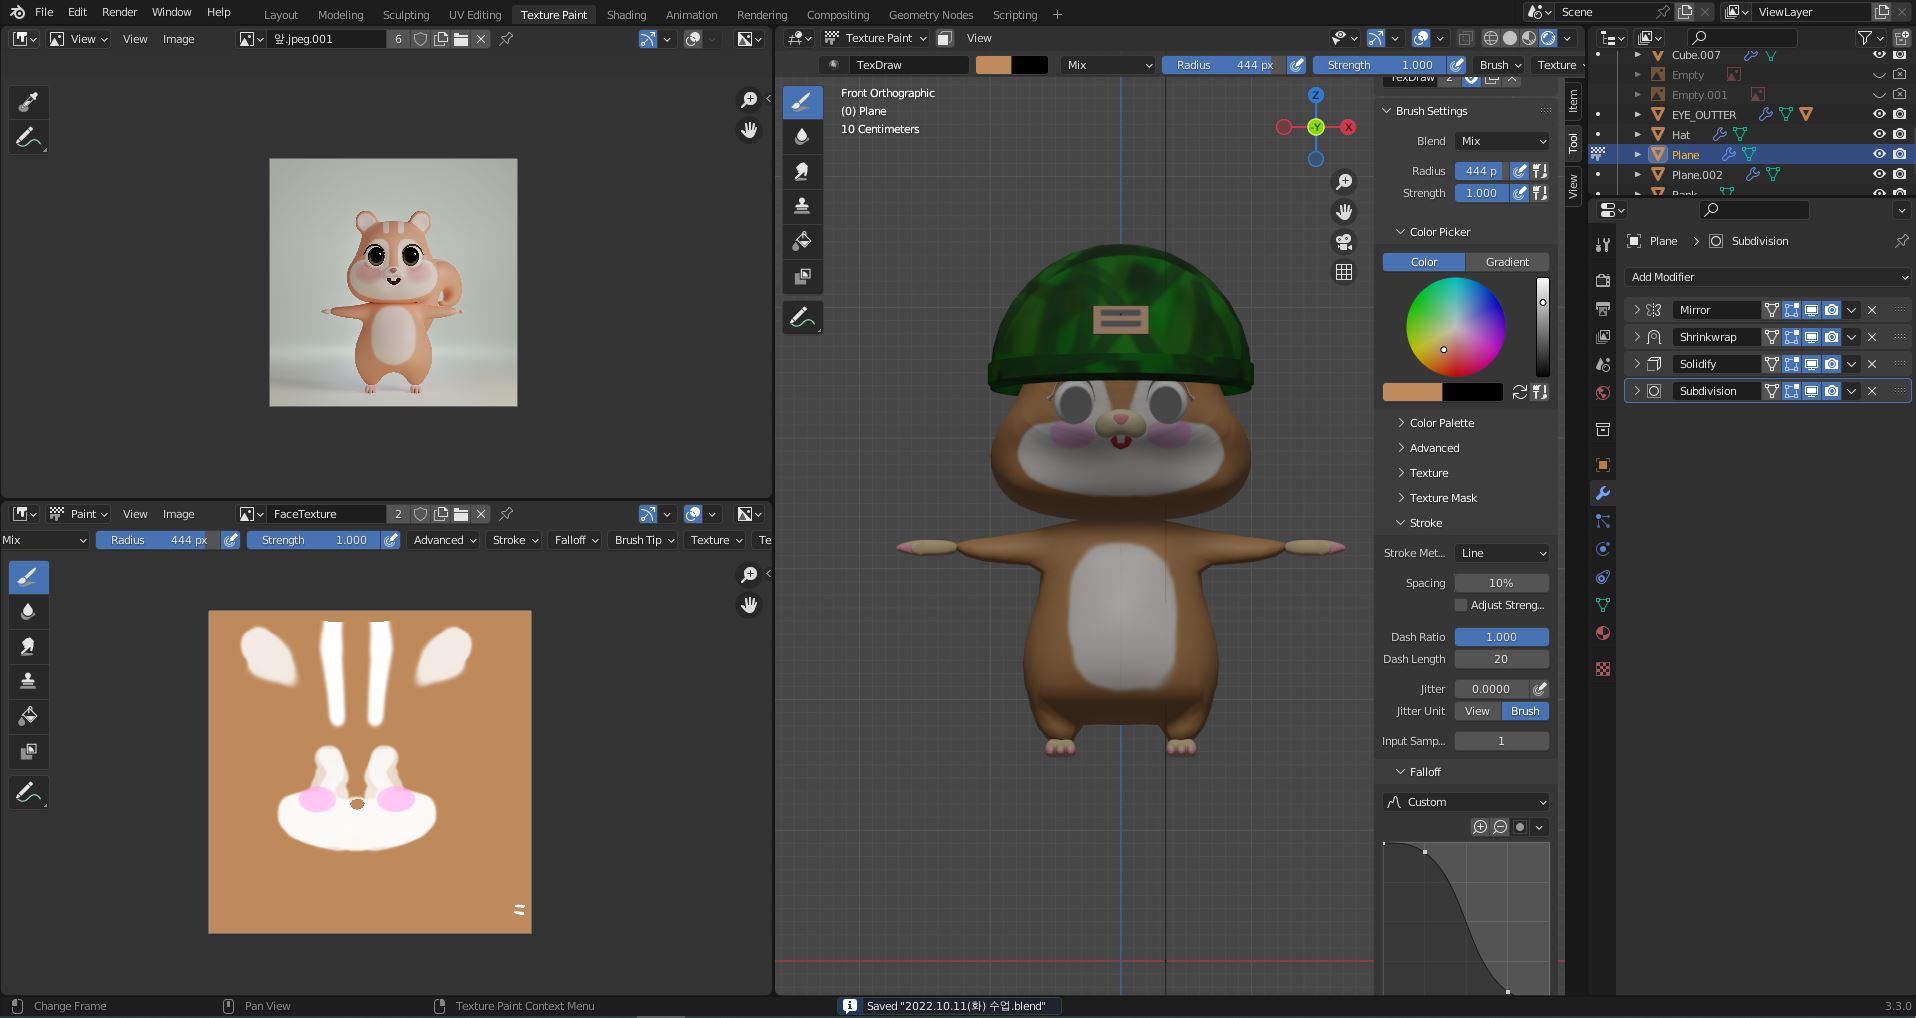 File Edit Render Window Help Layout Modeling Sculpting UV Editing Texture Paint Shading Animation Rendering Compositing Geometry Nodes Scripting + Scene ViewLayer
View View Image 앞.jpeg.001 6
Texture Paint View
TexDraw Mix Radius 444 px Strength 1.000 Brush Texture
Front Orthographic
(0) Plane
10 Centimeters
Z
-Y
X
Item
Tool
View
TexDraw 2
Brush Settings
Blend Mix
Radius 444 p
Strength 1.000
Color Picker
Color Gradient
Color Palette
Advanced
Texture
Texture Mask
Stroke
Stroke Met... Line
Spacing 10%
Adjust Streng...
Dash Ratio 1.000
Dash Length 20
Jitter 0.0000
Jitter Unit View Brush
Input Samp... 1
Falloff
Custom
Cube.007
Empty
Empty.001
EYE_OUTTER
Hat
Plane
Plane.002
Plane > Subdivision
Add Modifier
Mirror
Shrinkwrap
Solidify
Subdivision
Paint View Image FaceTexture 2
Mix Radius 444 px Strength 1.000 Advanced Stroke Falloff Brush Tip Texture Te
Change Frame Pan View Texture Paint Context Menu Saved "2022.10.11(화) 수업.blend" 3.3.0